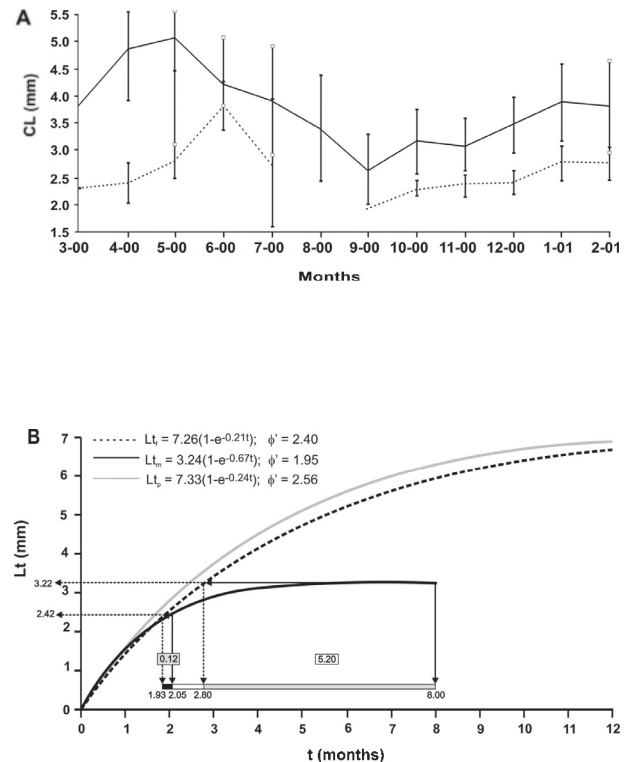 A
CL (mm)
5.5
5.0
4.5
4.0
3.5
3.0
2.5
2.0
1.5
3-00 4-00 5-00 6-00 7-00 8-00 9-00 10-00 11-00 12-00 1-01 2-01
Months
B
Lt_f = 7.26(1-e^-0.21t); ϕ' = 2.40
Lt_m = 3.24(1-e^-0.67t); ϕ' = 1.95
Lt_p = 7.33(1-e^-0.24t); ϕ' = 2.56
Lt (mm)
7
6
5
4
3.22
3
2.42
2
1
0
0.12
5.20
1.93 2.05 2.80 8.00
0 1 2 3 4 5 6 7 8 9 10 11 12
t (months)